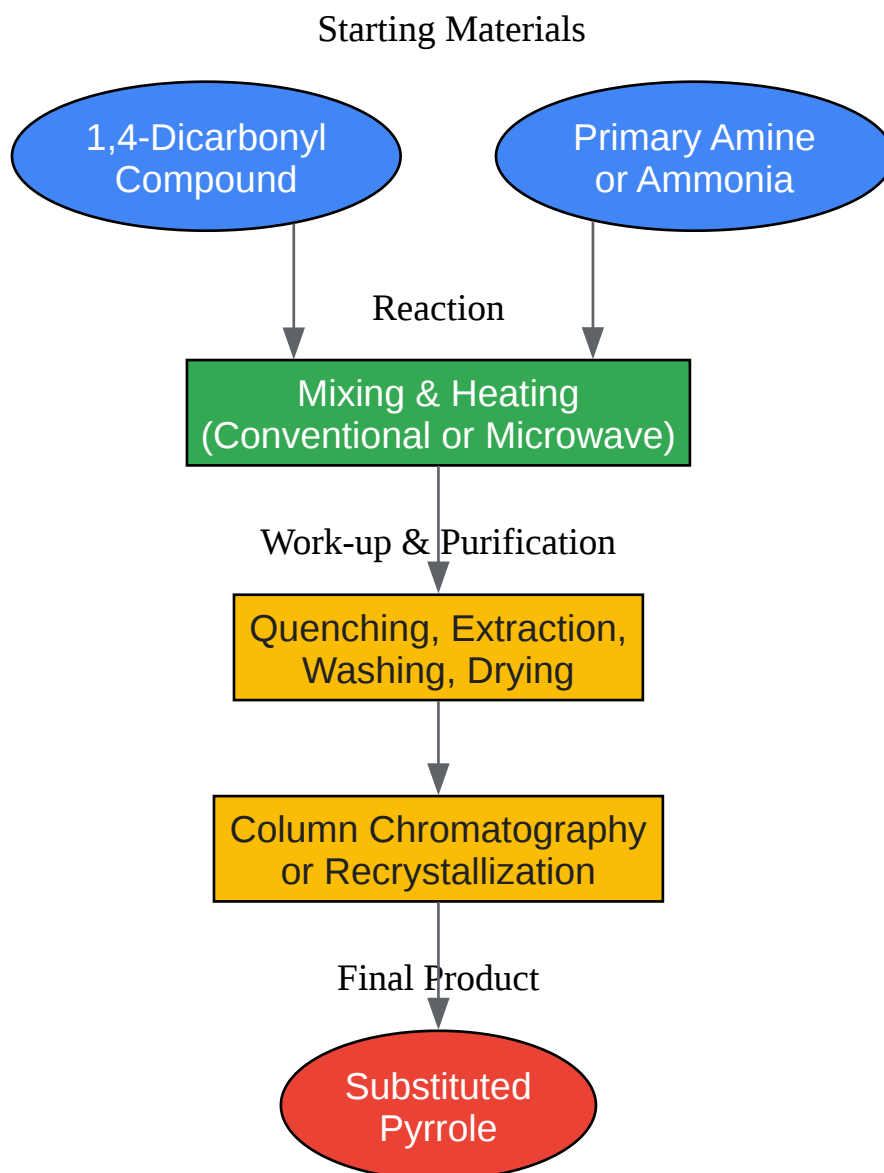 Starting Materials
1,4-Dicarbonyl
Compound
Primary Amine
or Ammonia
Reaction
Mixing & Heating
(Conventional or Microwave)
Work-up & Purification
Quenching, Extraction,
Washing, Drying
Column Chromatography
or Recrystallization
Final Product
Substituted
Pyrrole